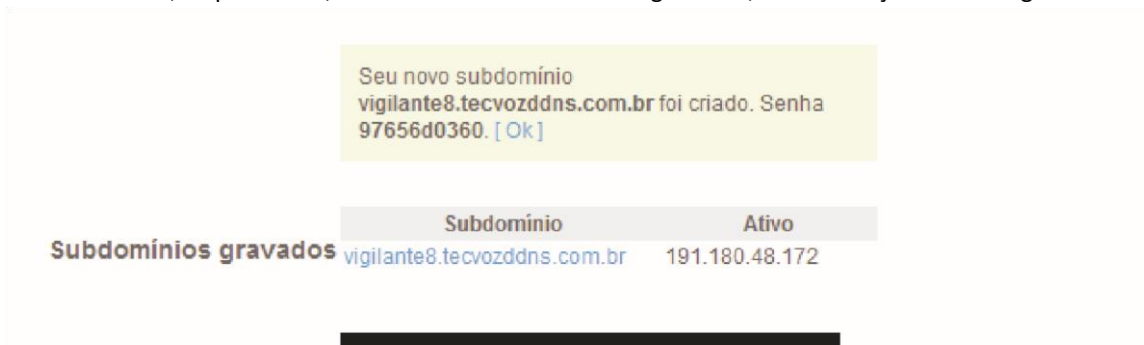 Seu novo subdomínio
vigilante8.tecvozddns.com.br foi criado. Senha
97656d0360. [ Ok ]
Subdomínio Ativo
Subdomínios gravados
vigilante8.tecvozddns.com.br 191.180.48.172